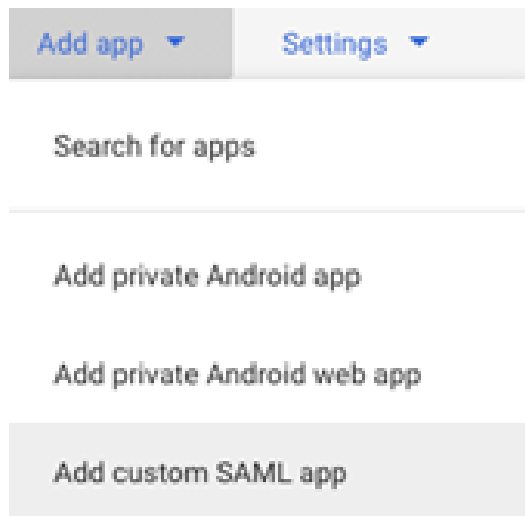 Add app Settings
Search for apps
Add private Android app
Add private Android web app
Add custom SAML app